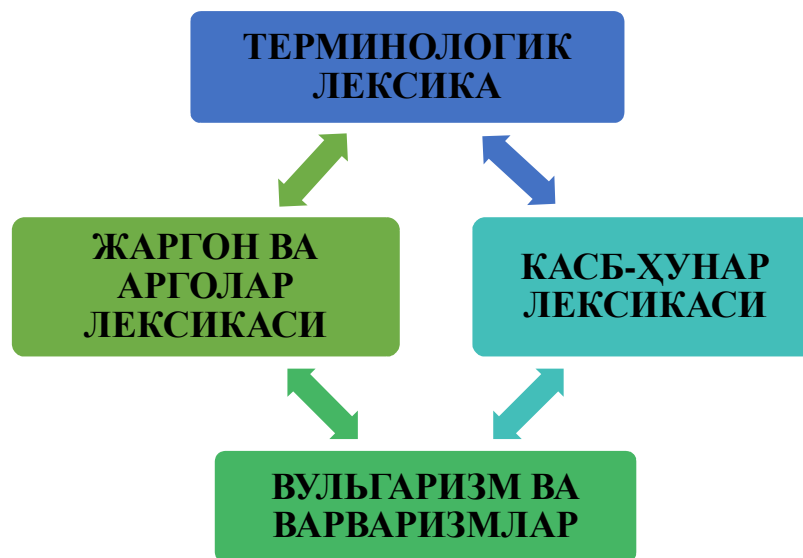 ТЕРМИНОЛОГИК
ЛЕКСИКА
ЖАРГОН ВА
АРГОЛАР
ЛЕКСИКАСИ
КАСБ-ҲУНАР
ЛЕКСИКАСИ
ВУЛЬГАРИЗМ ВА
ВАРВАРИЗМЛАР